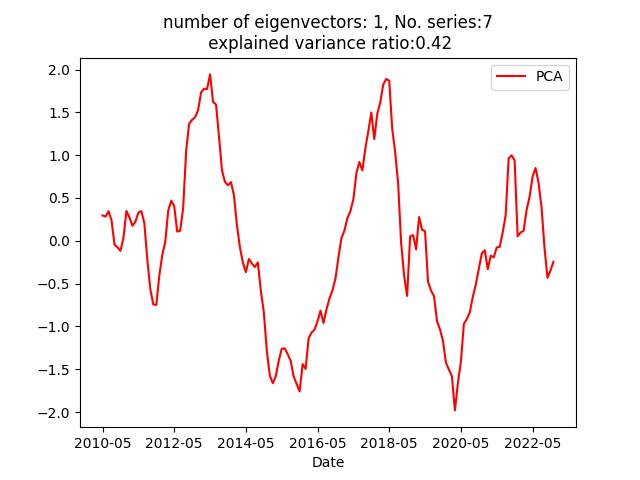 number of eigenvectors: 1, No. series:7
explained variance ratio:0.42
PCA
2.0
1.5
1.0
0.5
0.0
−0.5
−1.0
−1.5
−2.0
2010-05 2012-05 2014-05 2016-05 2018-05 2020-05 2022-05
Date